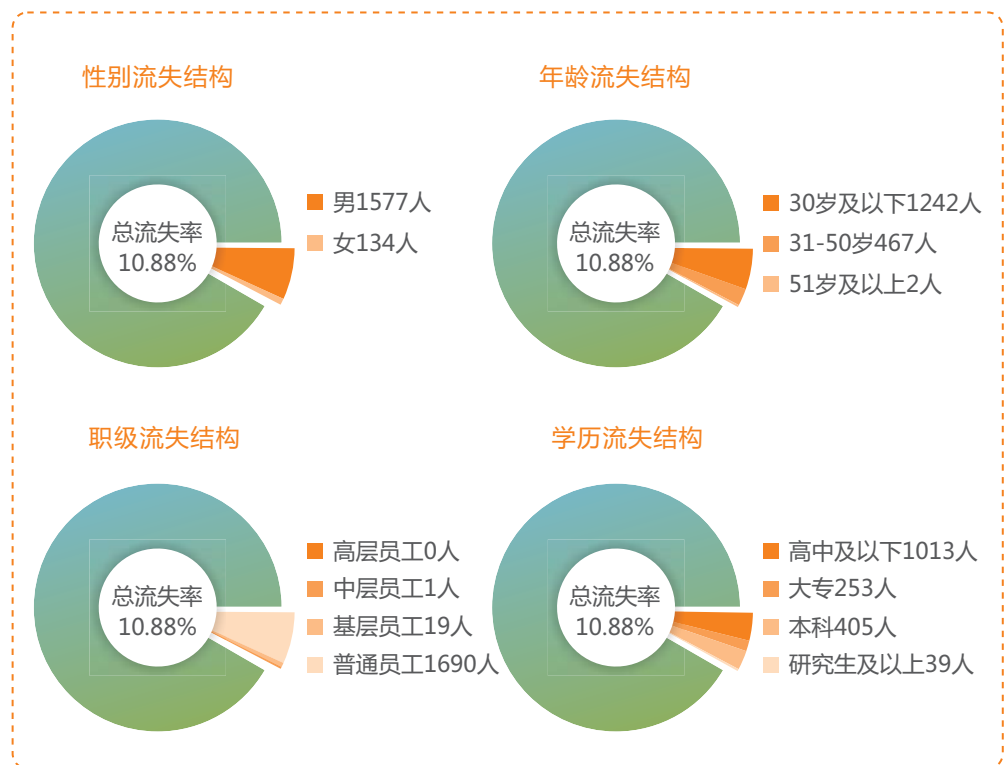 性别流失结构
总流失率
10.88%
男1577人
女134人
年龄流失结构
总流失率
10.88%
30岁及以下1242人
31-50岁467人
51岁及以上2人
职级流失结构
总流失率
10.88%
高层员工0人
中层员工1人
基层员工19人
普通员工1690人
学历流失结构
总流失率
10.88%
高中及以下1013人
大专253人
本科405人
研究生及以上39人